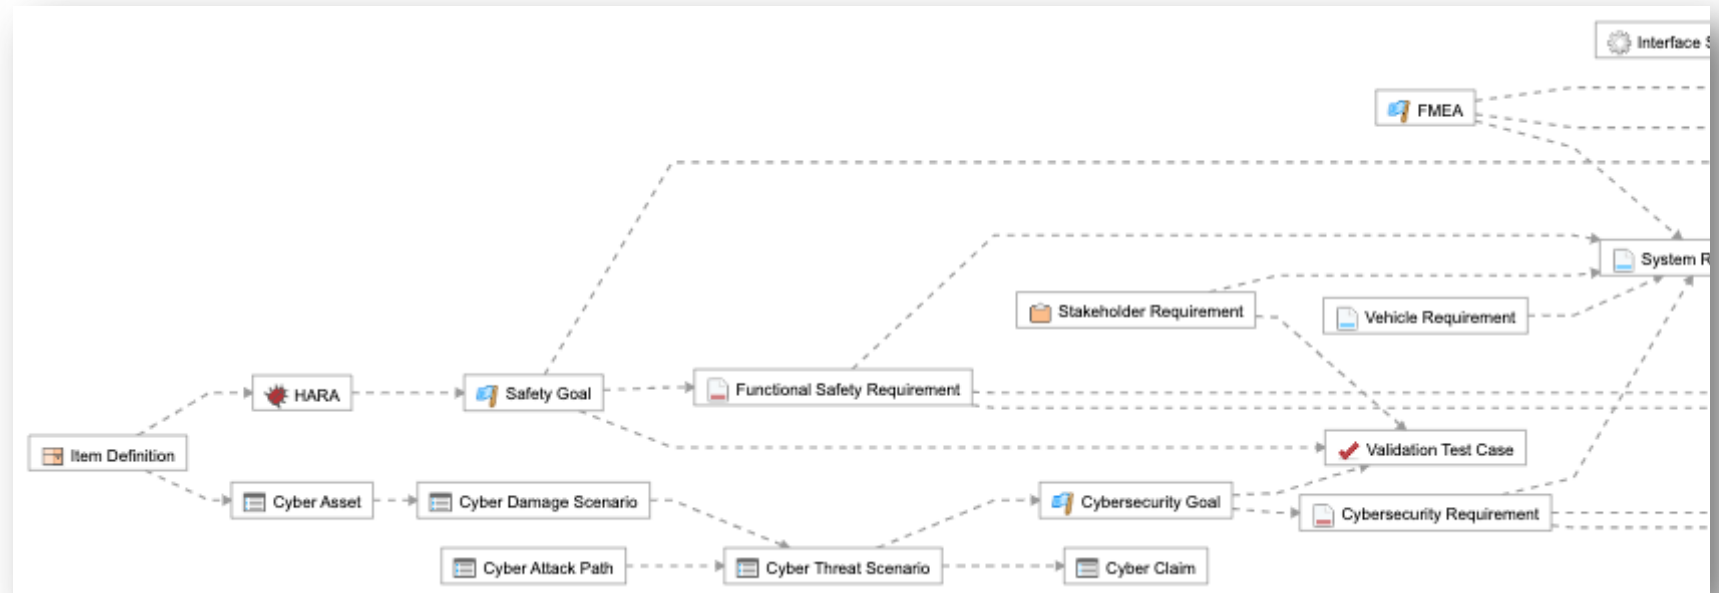 Interface
FMEA
System
Stakeholder Requirement
Vehicle Requirement
HARA
Safety Goal
Functional Safety Requirement
Item Definition
Validation Test Case
Cyber Asset
Cyber Damage Scenario
Cybersecurity Goal
Cybersecurity Requirement
Cyber Attack Path
Cyber Threat Scenario
Cyber Claim